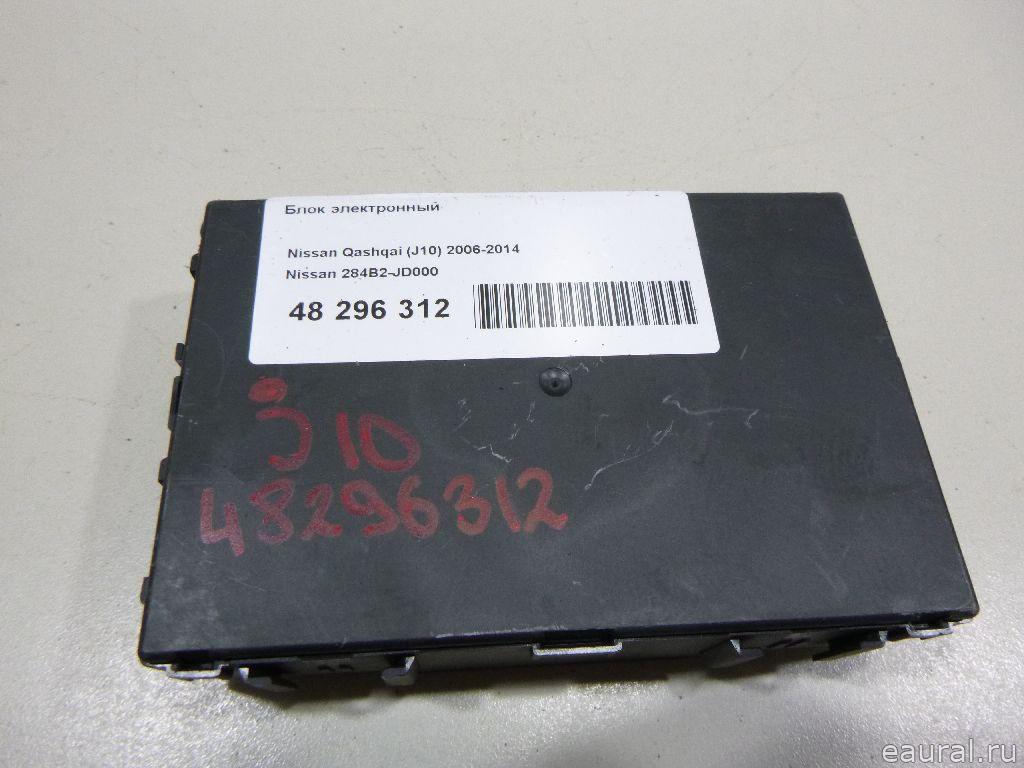 Блок электронный
Nissan Qashqai (J10) 2006-2014
Nissan 284B2-JD000
48 296 312
J10
48296312
eaural.ru